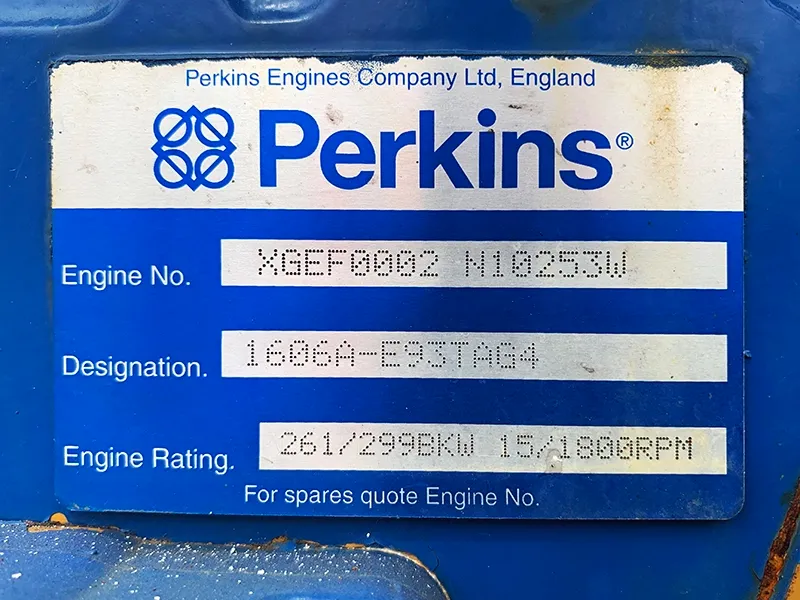 Perkins Engines Company Ltd, England
Perkins®
Engine No. XGEF0002 N10253W
Designation. 1606A-E93TAG4
Engine Rating. 261/299BKW 15/1800RPM
For spares quote Engine No.